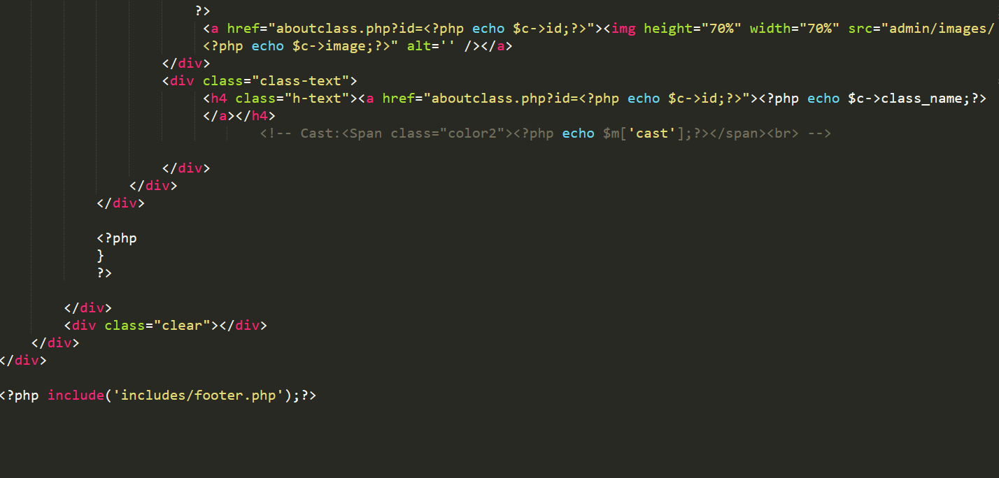 ?>
<a href="aboutclass.php?id=<?php echo $c->id;?>"><img height="70%" width="70%" src="admin/images/
<?php echo $c->image;?>" alt='' /></a>
</div>
<div class="class-text">
<h4 class="h-text"><a href="aboutclass.php?id=<?php echo $c->id;?>"><?php echo $c->class_name;?>
</a></h4>
<!-- Cast:<Span class="color2"><?php echo $m['cast'];?></span><br> -->
</div>
</div>
</div>
<?php
}
?>
</div>
<div class="clear"></div>
</div>
</div>
<?php include('includes/footer.php');?>